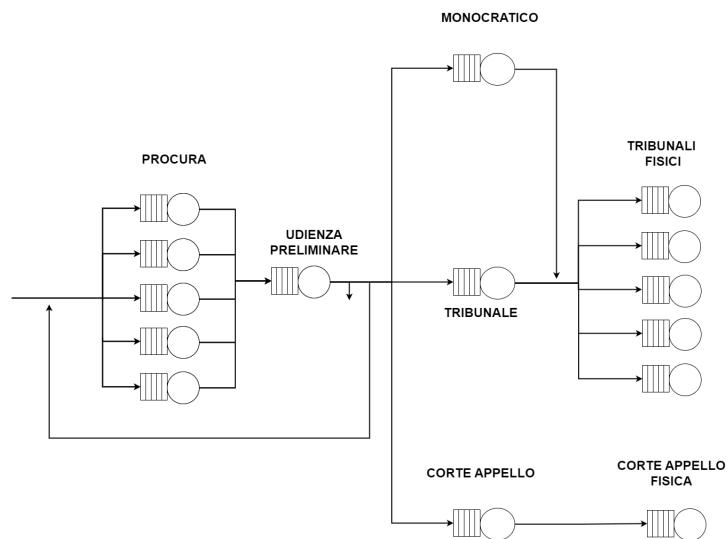 MONOCRATICO
PROCURA
TRIBUNALI
FISICI
UDIENZA
PRELIMINARE
TRIBUNALE
CORTE APPELLO
CORTE APPELLO
FISICA